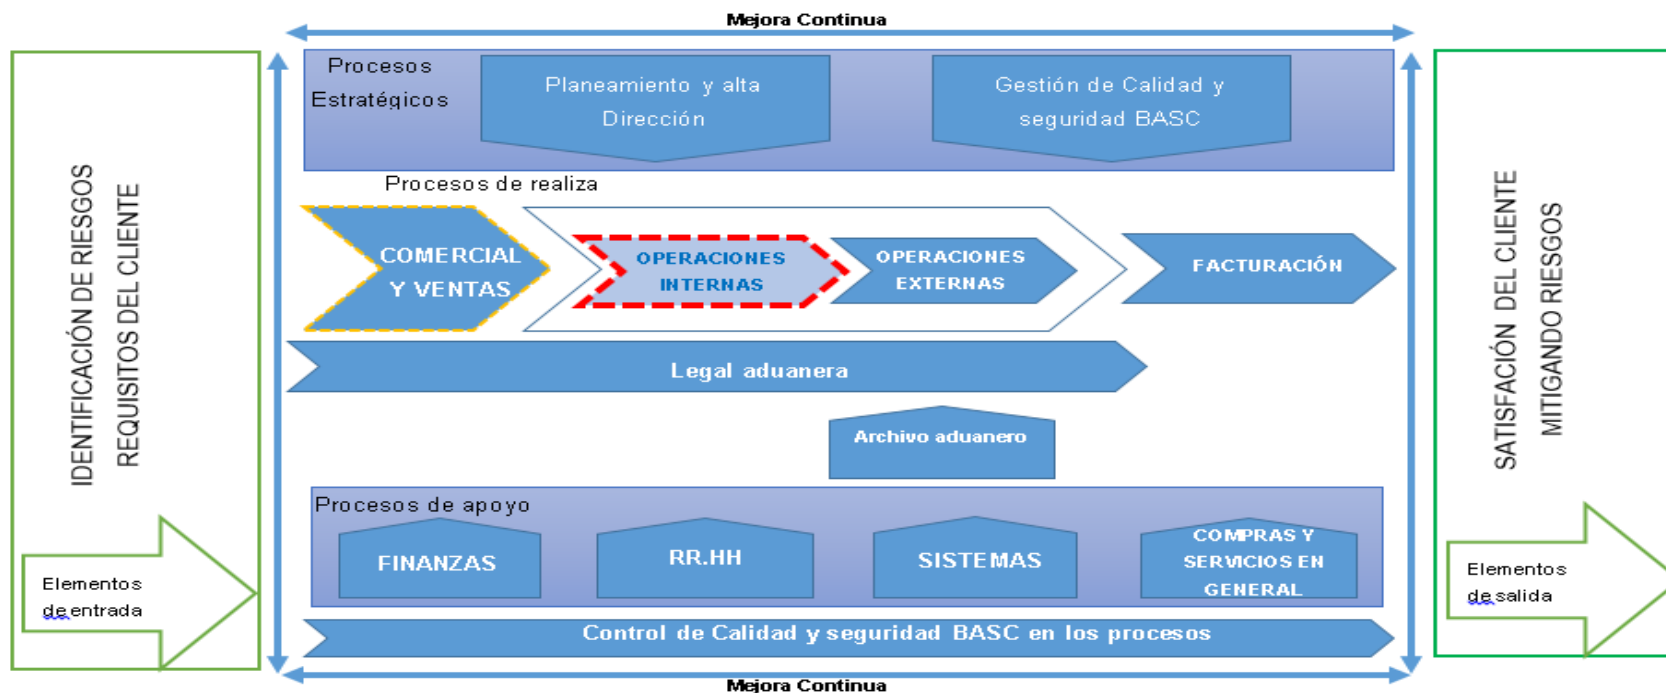 Mejora Continua
IDENTIFICACIÓN DE RIESGOS
REQUISITOS DEL CLIENTE
Elementos
de entrada
Procesos
Estratégicos
Planeamiento y alta
Dirección
Gestión de Calidad y
seguridad BASC
Procesos de realiza
COMERCIAL
Y VENTAS
OPERACIONES
INTERNAS
OPERACIONES
EXTERNAS
FACTURACIÓN
Legal aduanera
Archivo aduanero
Procesos de apoyo
FINANZAS
RR.HH
SISTEMAS
COMPRAS Y
SERVICIOS EN
GENERAL
Control de Calidad y seguridad BASC en los procesos
Mejora Continua
SATISFACIÓN DEL CLIENTE
MITIGANDO RIESGOS
Elementos
de salida